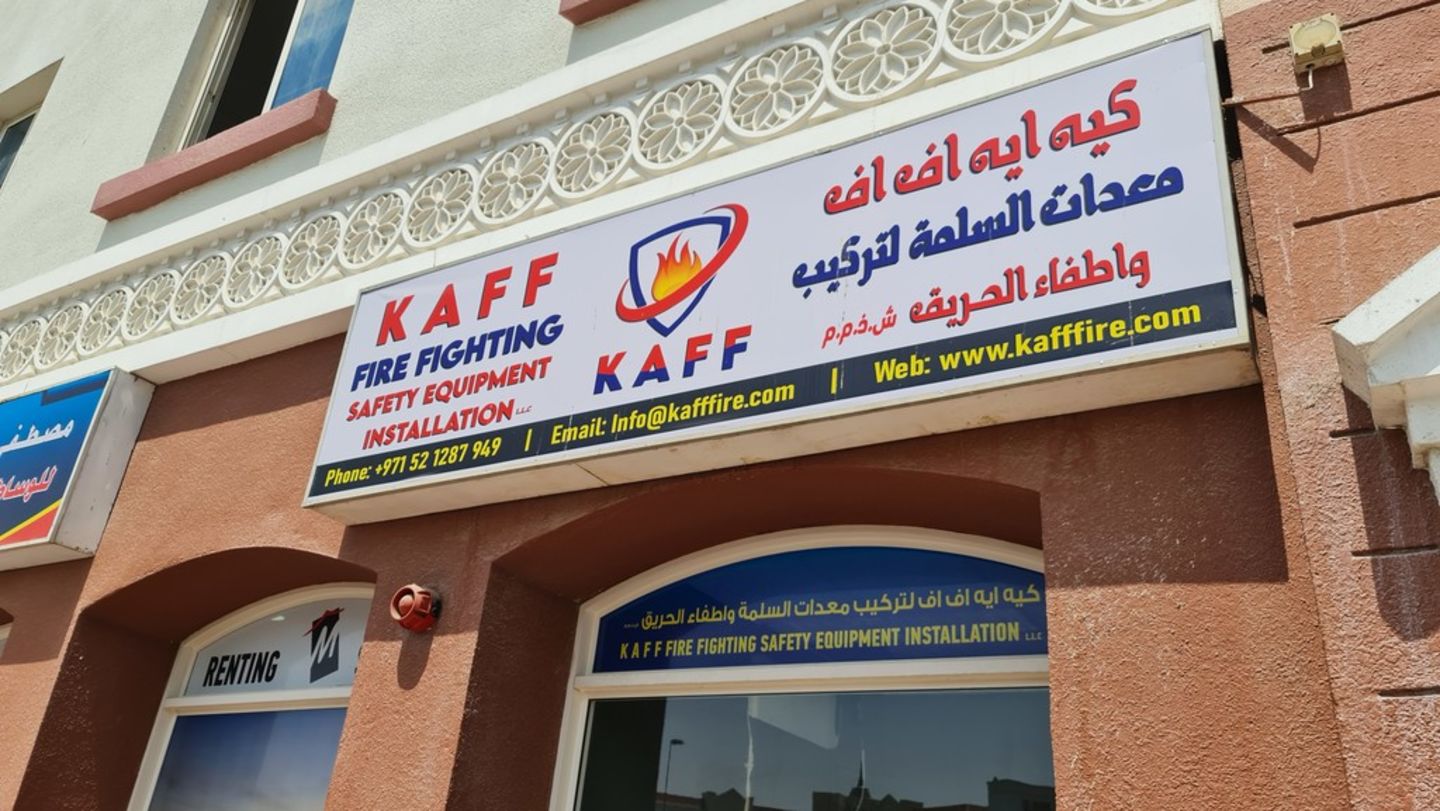 KAFF
FIRE FIGHTING
SAFETY EQUIPMENT
INSTALLATION L.L.C
KAFF
كيه ايه اف اف
معدات السلمة لتركيب
واطفاء الحريق ش.ذ.م.م
Phone: +971 52 1287 949 | Email: Info@kafffire.com | Web: www.kafffire.com
مصطفى
للوساط
RENTING
M
كيه ايه اف اف لتركيب معدات السلمة واطفاء الحريق
KAFF FIRE FIGHTING SAFETY EQUIPMENT INSTALLATION L.L.C